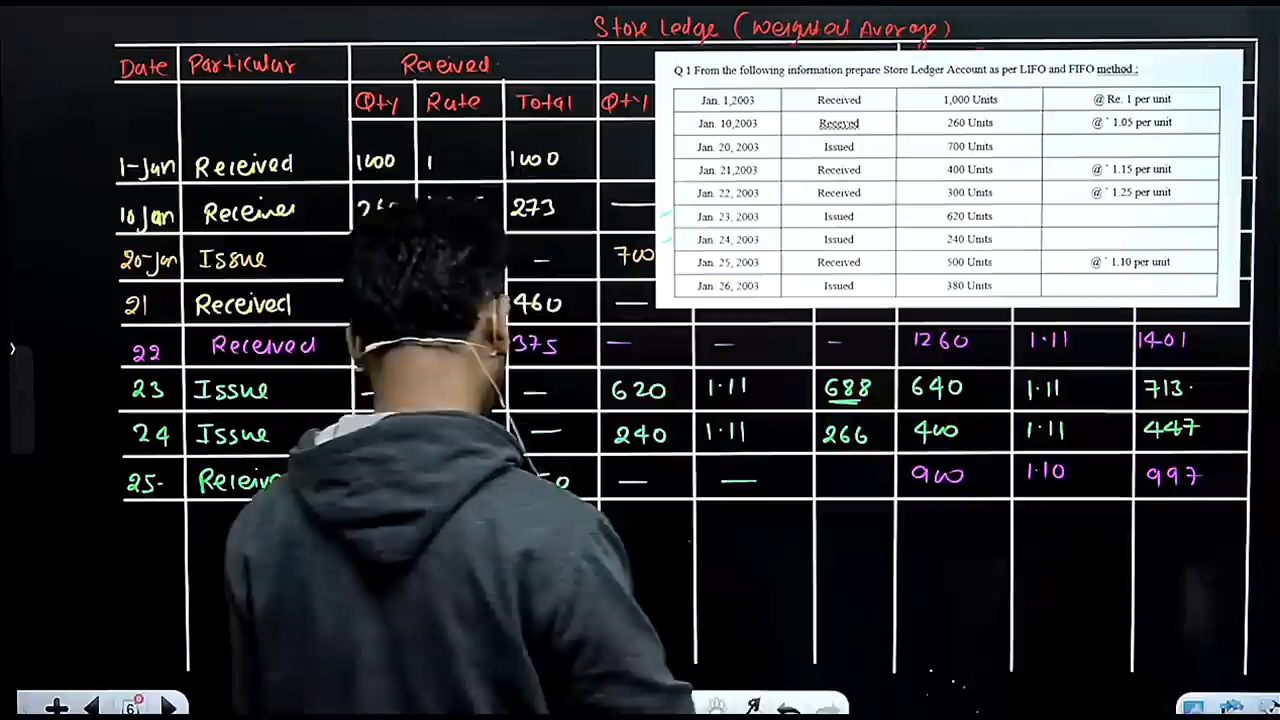 Store Ledge (Weighted Average)
Date Particular Received
Qty Rate Total Qty
1-Jan Received 1000 1 1000
10 Jan Receives 273 —
20-Jan Issue — 700
21 Received 460 —
22 Received 375 — — — 1260 1.11 1401
23 Issue — — 620 1.11 688 640 1.11 713.
24 Issue — 240 1.11 266 400 1.11 447
25- — — 900 1.10 997
Q 1 From the following information prepare Store Ledger Account as per LIFO and FIFO method :
Jan. 1,2003 Received 1,000 Units @ Re. 1 per unit
Jan. 10,2003 Receved 260 Units @ ` 1.05 per unit
Jan. 20, 2003 Issued 700 Units
Jan. 21,2003 Received 400 Units @ ` 1.15 per unit
Jan. 22, 2003 Received 300 Units @ ` 1.25 per unit
Jan. 23, 2003 Issued 620 Units
Jan. 24, 2003 Issued 240 Units
Jan. 25, 2003 Received 500 Units @ ` 1.10 per unit
Jan. 26, 2003 Issued 380 Units